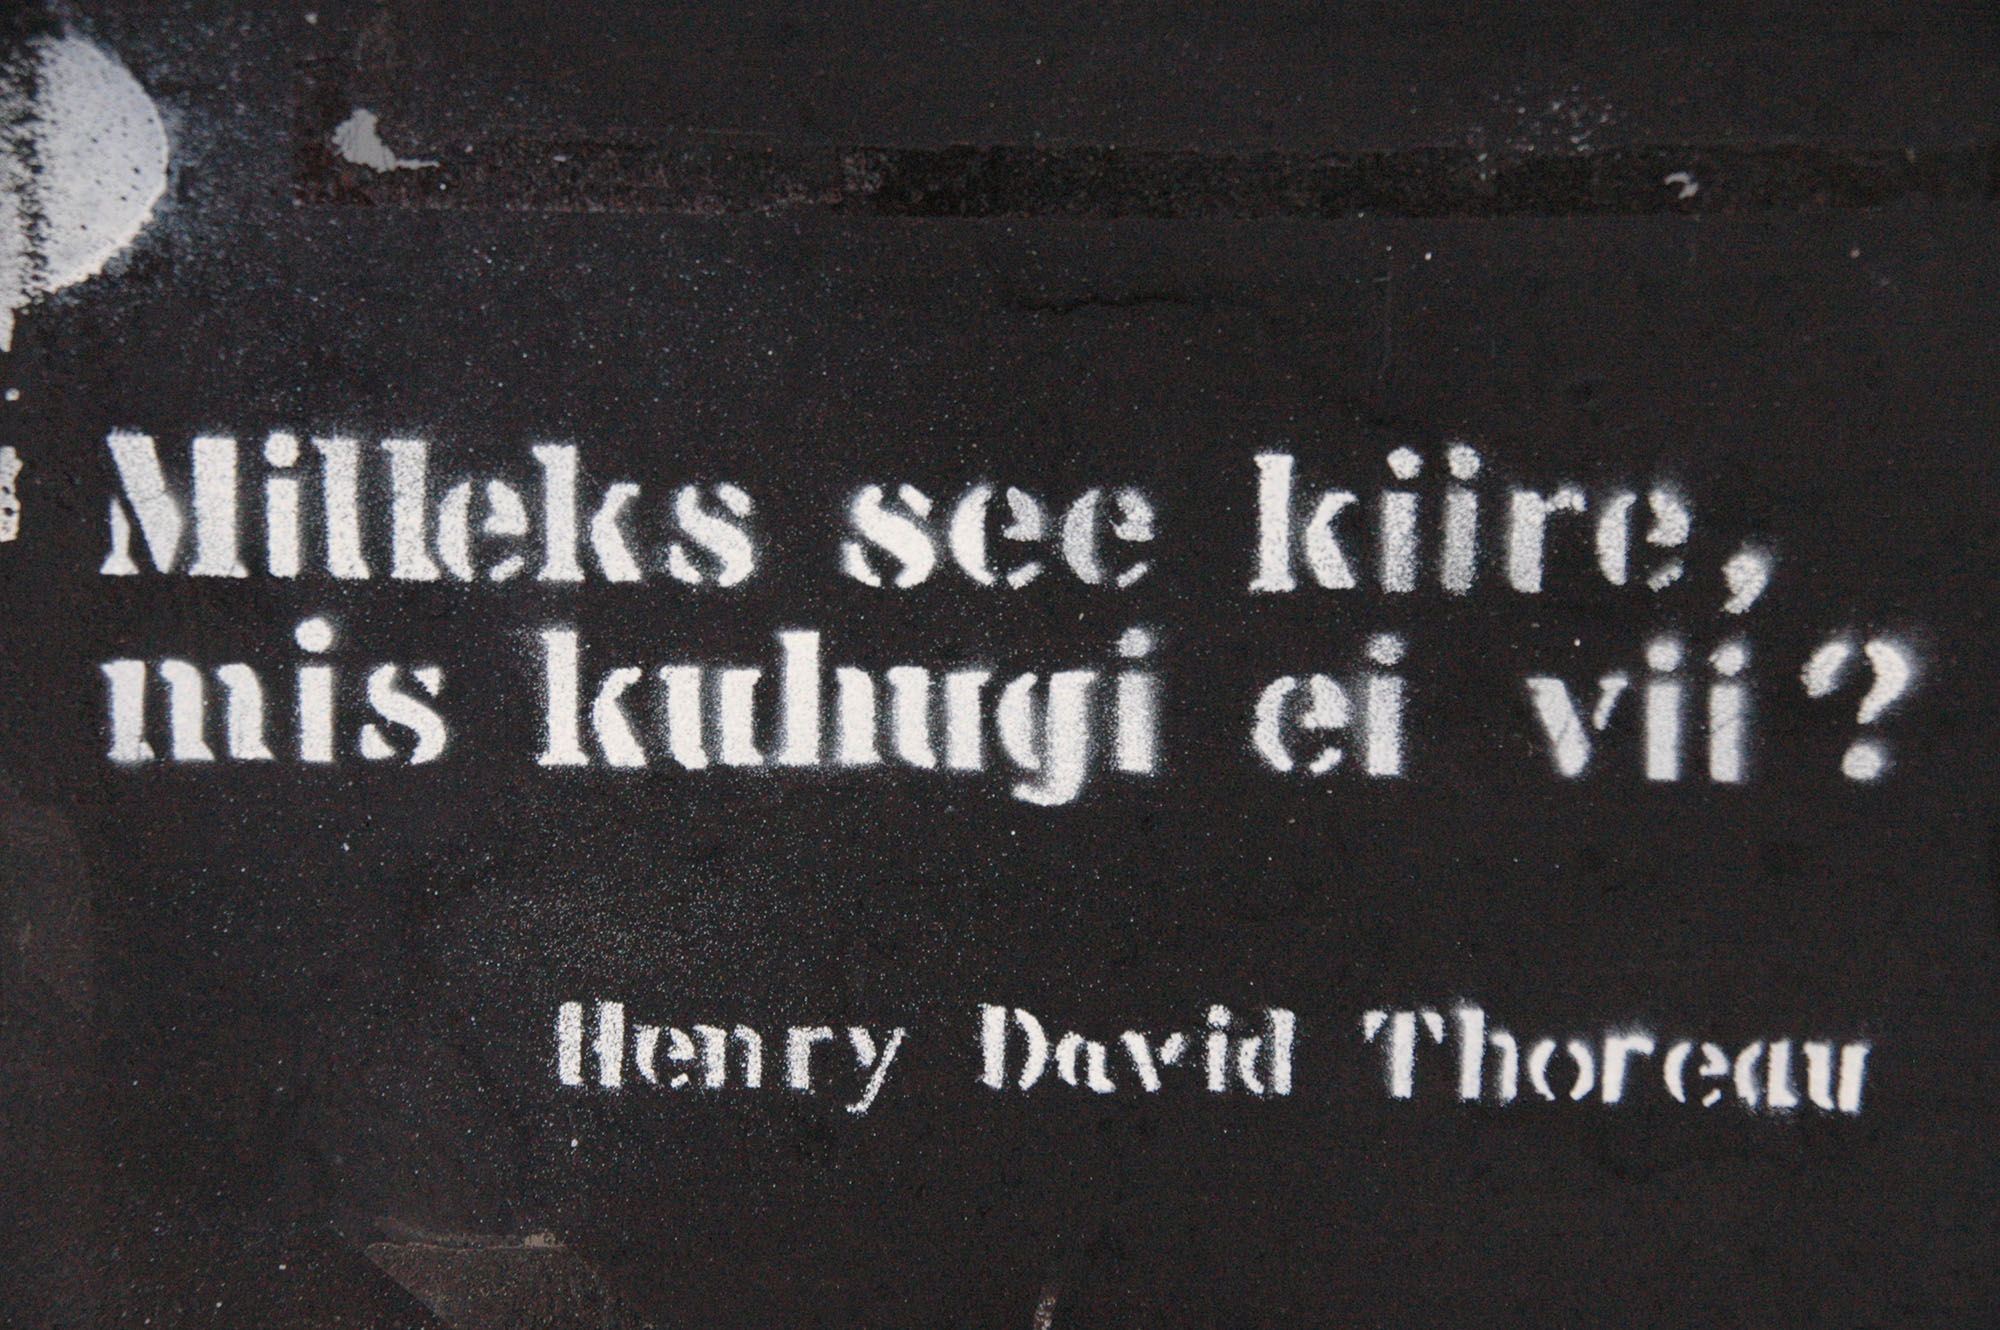 Milleks see kiire,
mis kuhugi ei vii?
Henry David Thoreau